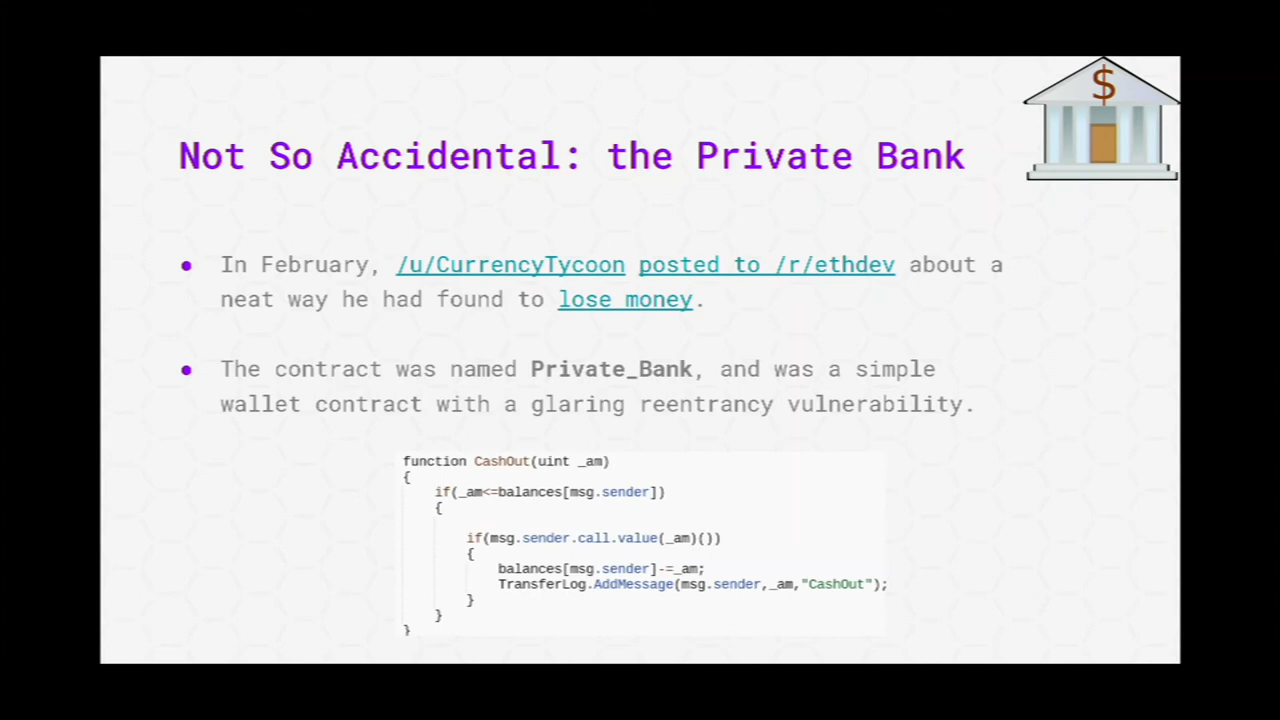 $
Not So Accidental: the Private Bank
In February, /u/CurrencyTycoon posted to /r/ethdev about a
neat way he had found to lose money.
The contract was named Private_Bank, and was a simple
wallet contract with a glaring reentrancy vulnerability.
function CashOut(uint _am)
{
if(_am<=balances[msg.sender])
{
if(msg.sender.call.value(_am)())
{
balances[msg.sender]-=_am;
TransferLog.AddMessage(msg.sender,_am,"CashOut");
}
}
}